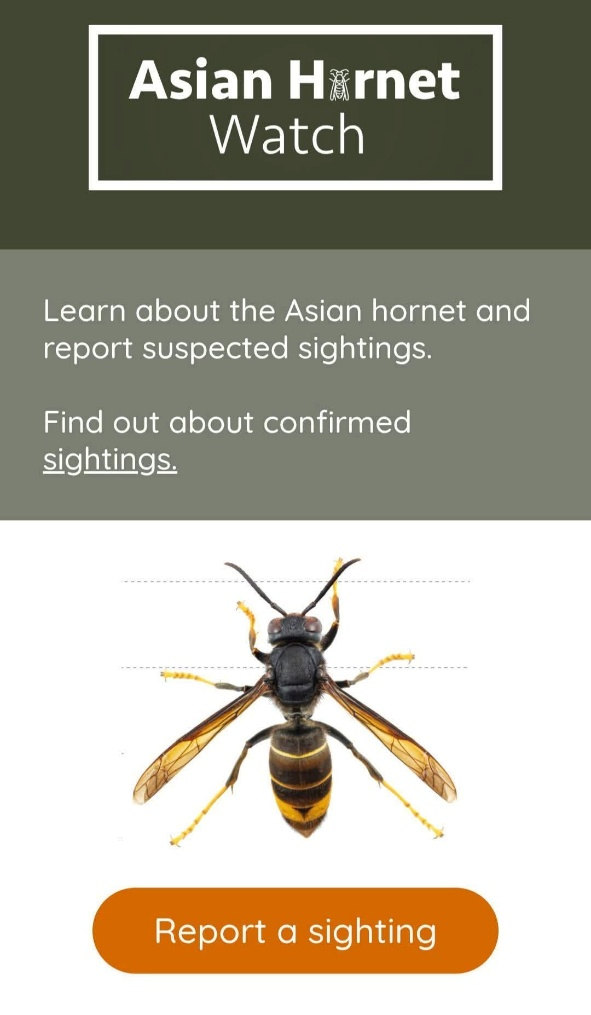 Asian Hornet
Watch
Learn about the Asian hornet and
report suspected sightings.
Find out about confirmed
sightings.
Report a sighting